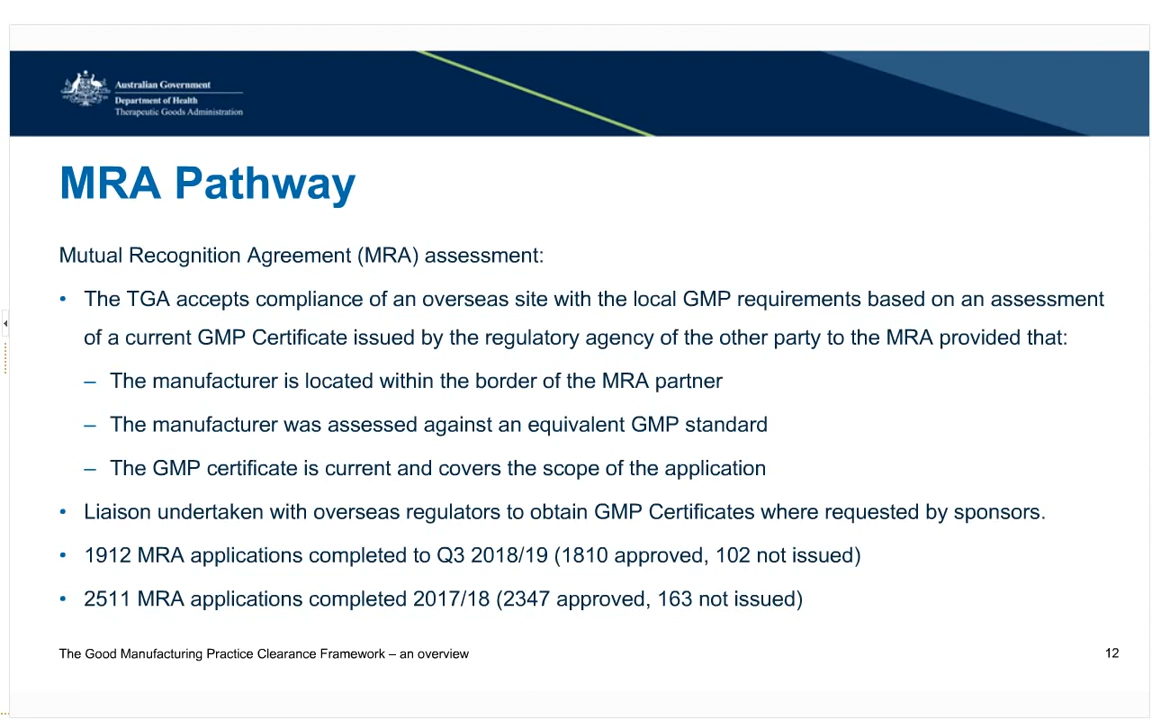 Australian Government
Department of Health
Therapeutic Goods Administration
MRA Pathway
Mutual Recognition Agreement (MRA) assessment:
• The TGA accepts compliance of an overseas site with the local GMP requirements based on an assessment
of a current GMP Certificate issued by the regulatory agency of the other party to the MRA provided that:
– The manufacturer is located within the border of the MRA partner
– The manufacturer was assessed against an equivalent GMP standard
– The GMP certificate is current and covers the scope of the application
• Liaison undertaken with overseas regulators to obtain GMP Certificates where requested by sponsors.
• 1912 MRA applications completed to Q3 2018/19 (1810 approved, 102 not issued)
• 2511 MRA applications completed 2017/18 (2347 approved, 163 not issued)
The Good Manufacturing Practice Clearance Framework – an overview
12